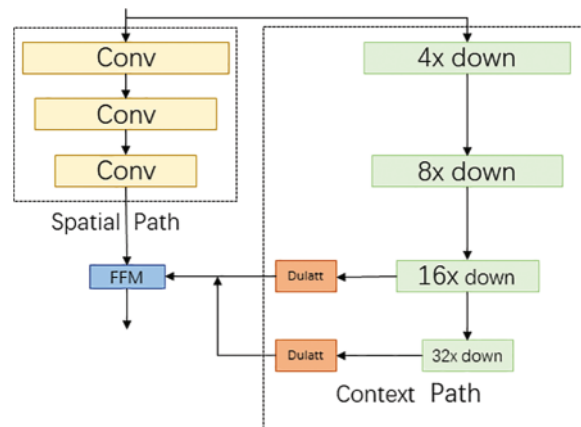 Conv
Conv
Conv
Spatial Path
FFM
4x down
8x down
Dulatt
16x down
Dulatt
32x down
Context Path